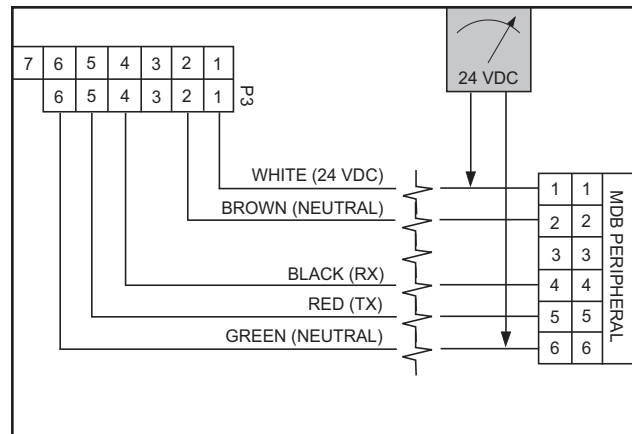 7 6 5 4 3 2 1
6 5 4 3 2 1
P3
24 VDC
WHITE (24 VDC)
BROWN (NEUTRAL)
BLACK (RX)
RED (TX)
GREEN (NEUTRAL)
1 1
2 2
3 3
4 4
5 5
6 6
MDB PERIPHERAL